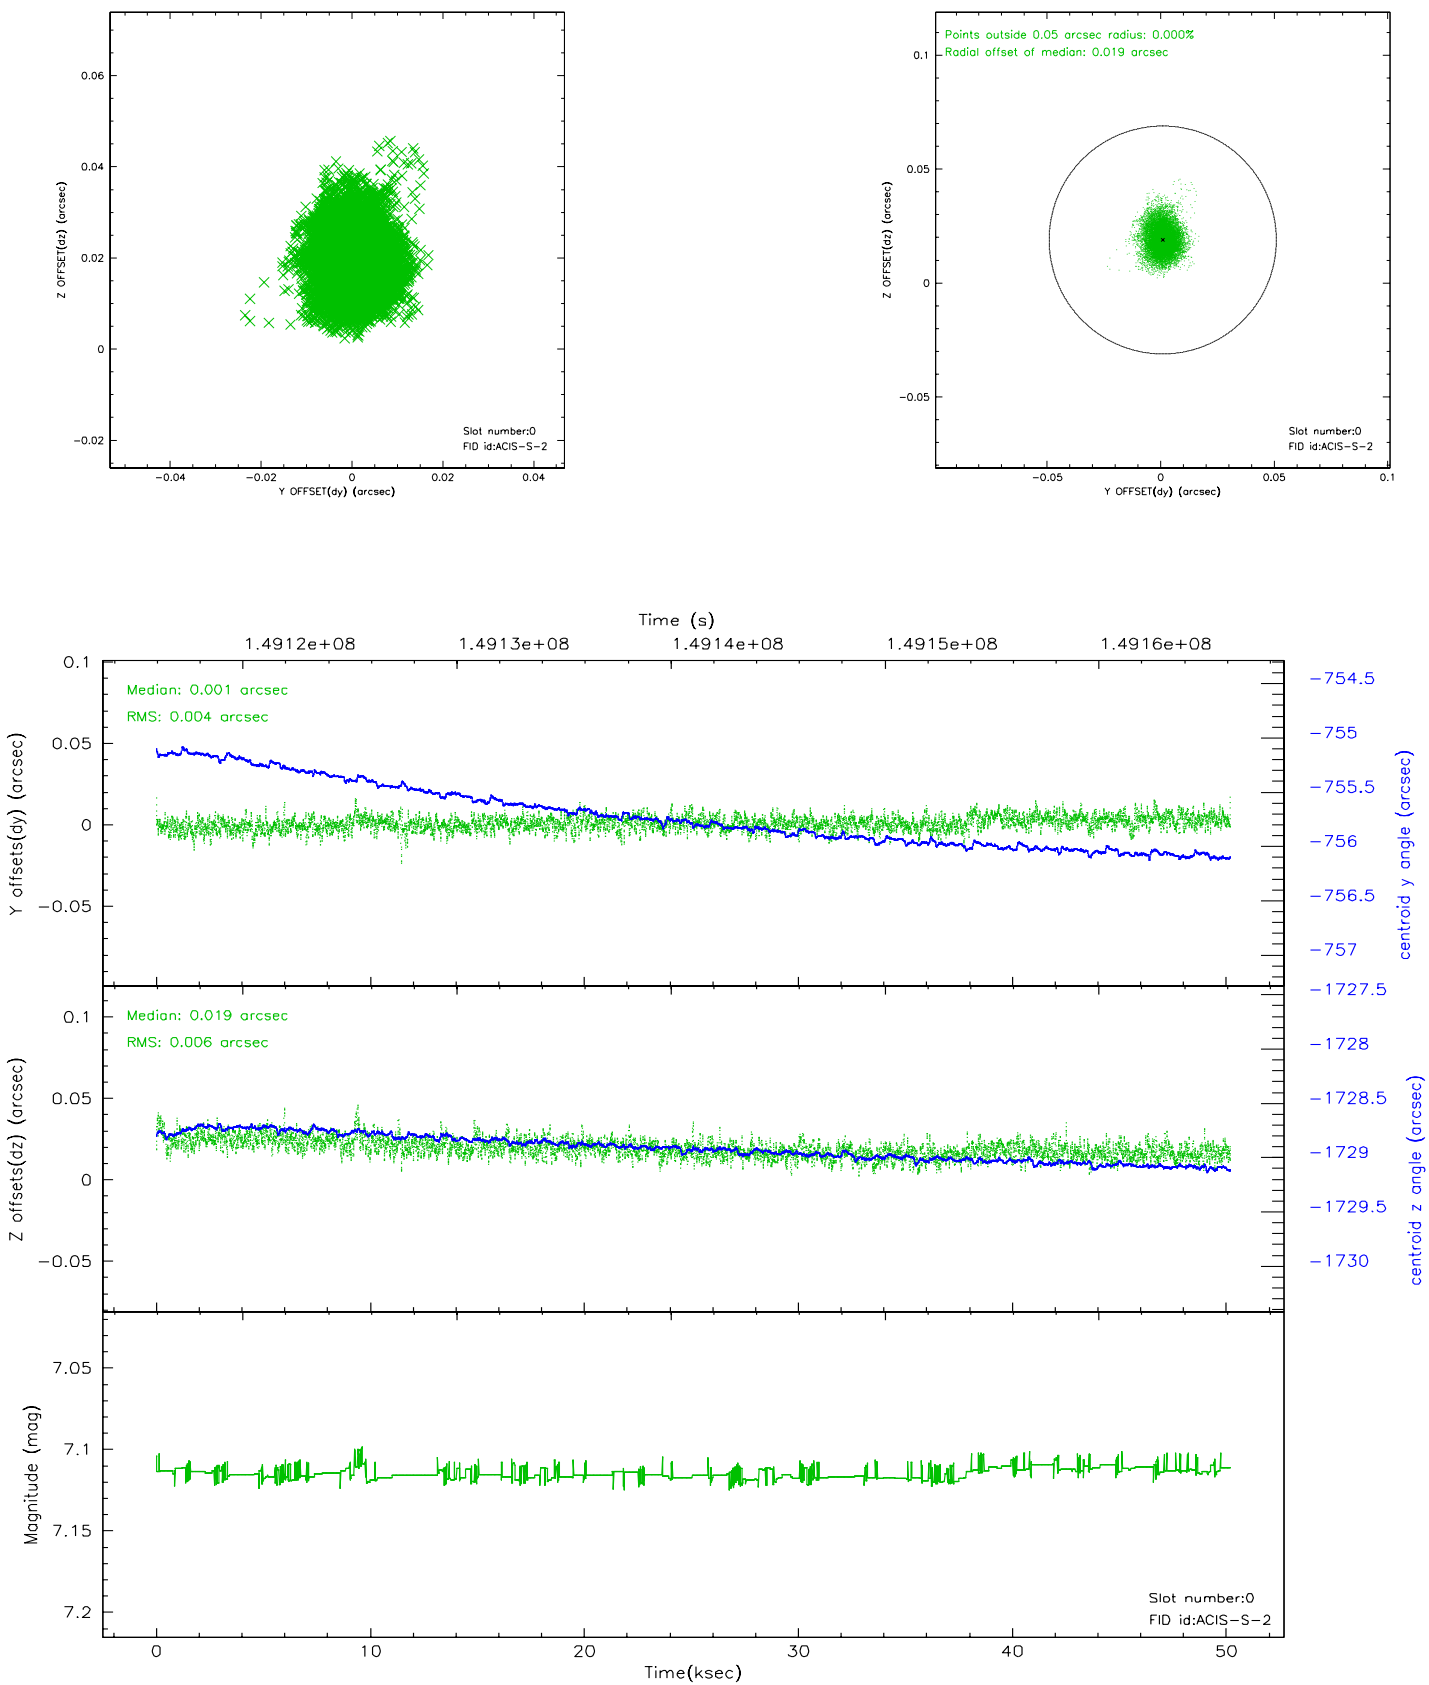 0.06
0.04
0.02
0
−0.02
Z OFFSET(dz) (arcsec)
Slot number:0
FID id:ACIS−S−2
−0.04
−0.02
0
0.02
0.04
Y OFFSET(dy) (arcsec)
Points outside 0.05 arcsec radius: 0.000%
Radial offset of median: 0.019 arcsec
0.1
0.05
0
−0.05
Z OFFSET(dz) (arcsec)
Slot number:0
FID id:ACIS−S−2
−0.05
0
0.05
0.1
Y OFFSET(dy) (arcsec)
Time (s)
1.4912e+08
1.4913e+08
1.4914e+08
1.4915e+08
1.4916e+08
0.1
0.05
0
−0.05
Y offsets(dy) (arcsec)
Median: 0.001 arcsec
RMS: 0.004 arcsec
−754.5
−755
−755.5
−756
−756.5
−757
centroid y angle (arcsec)
0.1
0.05
0
−0.05
Z offsets(dz) (arcsec)
Median: 0.019 arcsec
RMS: 0.006 arcsec
−1727.5
−1728
−1728.5
−1729
−1729.5
−1730
centroid z angle (arcsec)
7.05
7.1
7.15
7.2
Magnitude (mag)
Slot number:0
FID id:ACIS−S−2
0
10
20
30
40
50
Time(ksec)